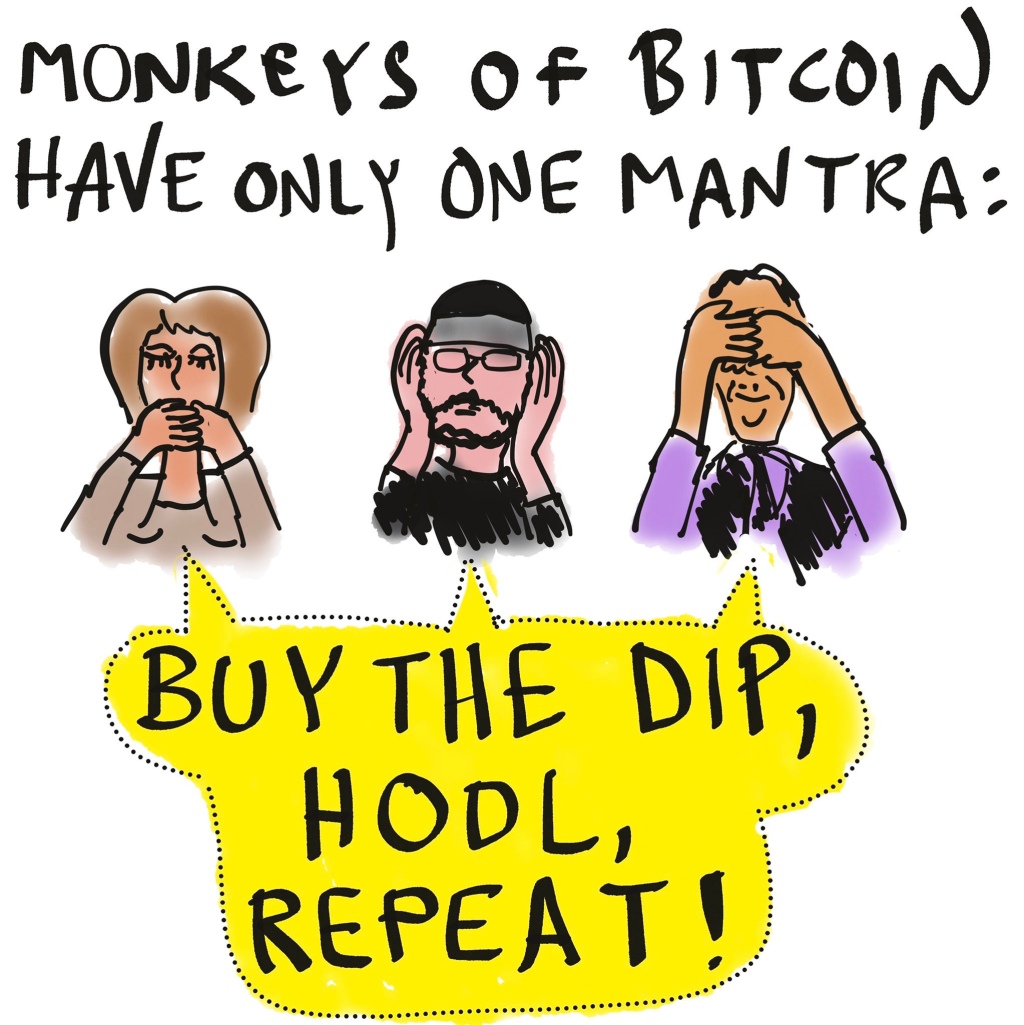 MONKEYS OF BITCOIN
HAVE ONLY ONE MANTRA:
BUY THE DIP,
HODL,
REPEAT!